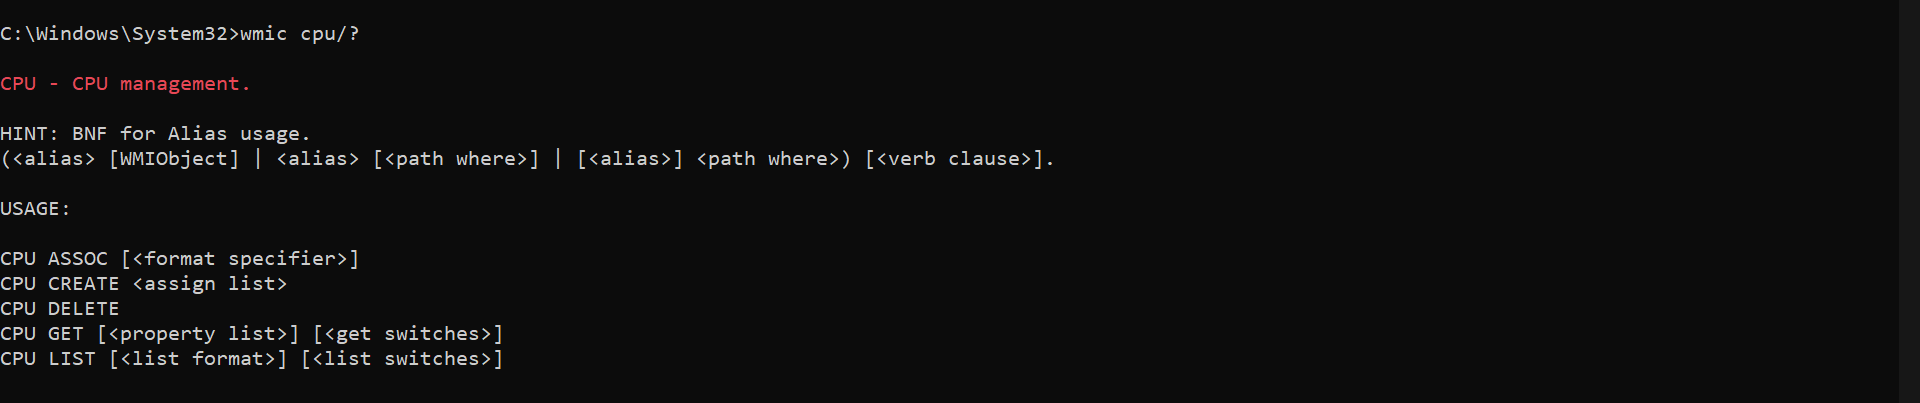 C:\Windows\System32>wmic cpu/?
CPU - CPU management.
HINT: BNF for Alias usage.
(<alias> [WMIObject] | <alias> [<path where>] | [<alias>] <path where>) [<verb clause>].
USAGE:
CPU ASSOC [<format specifier>]
CPU CREATE <assign list>
CPU DELETE
CPU GET [<property list>] [<get switches>]
CPU LIST [<list format>] [<list switches>]